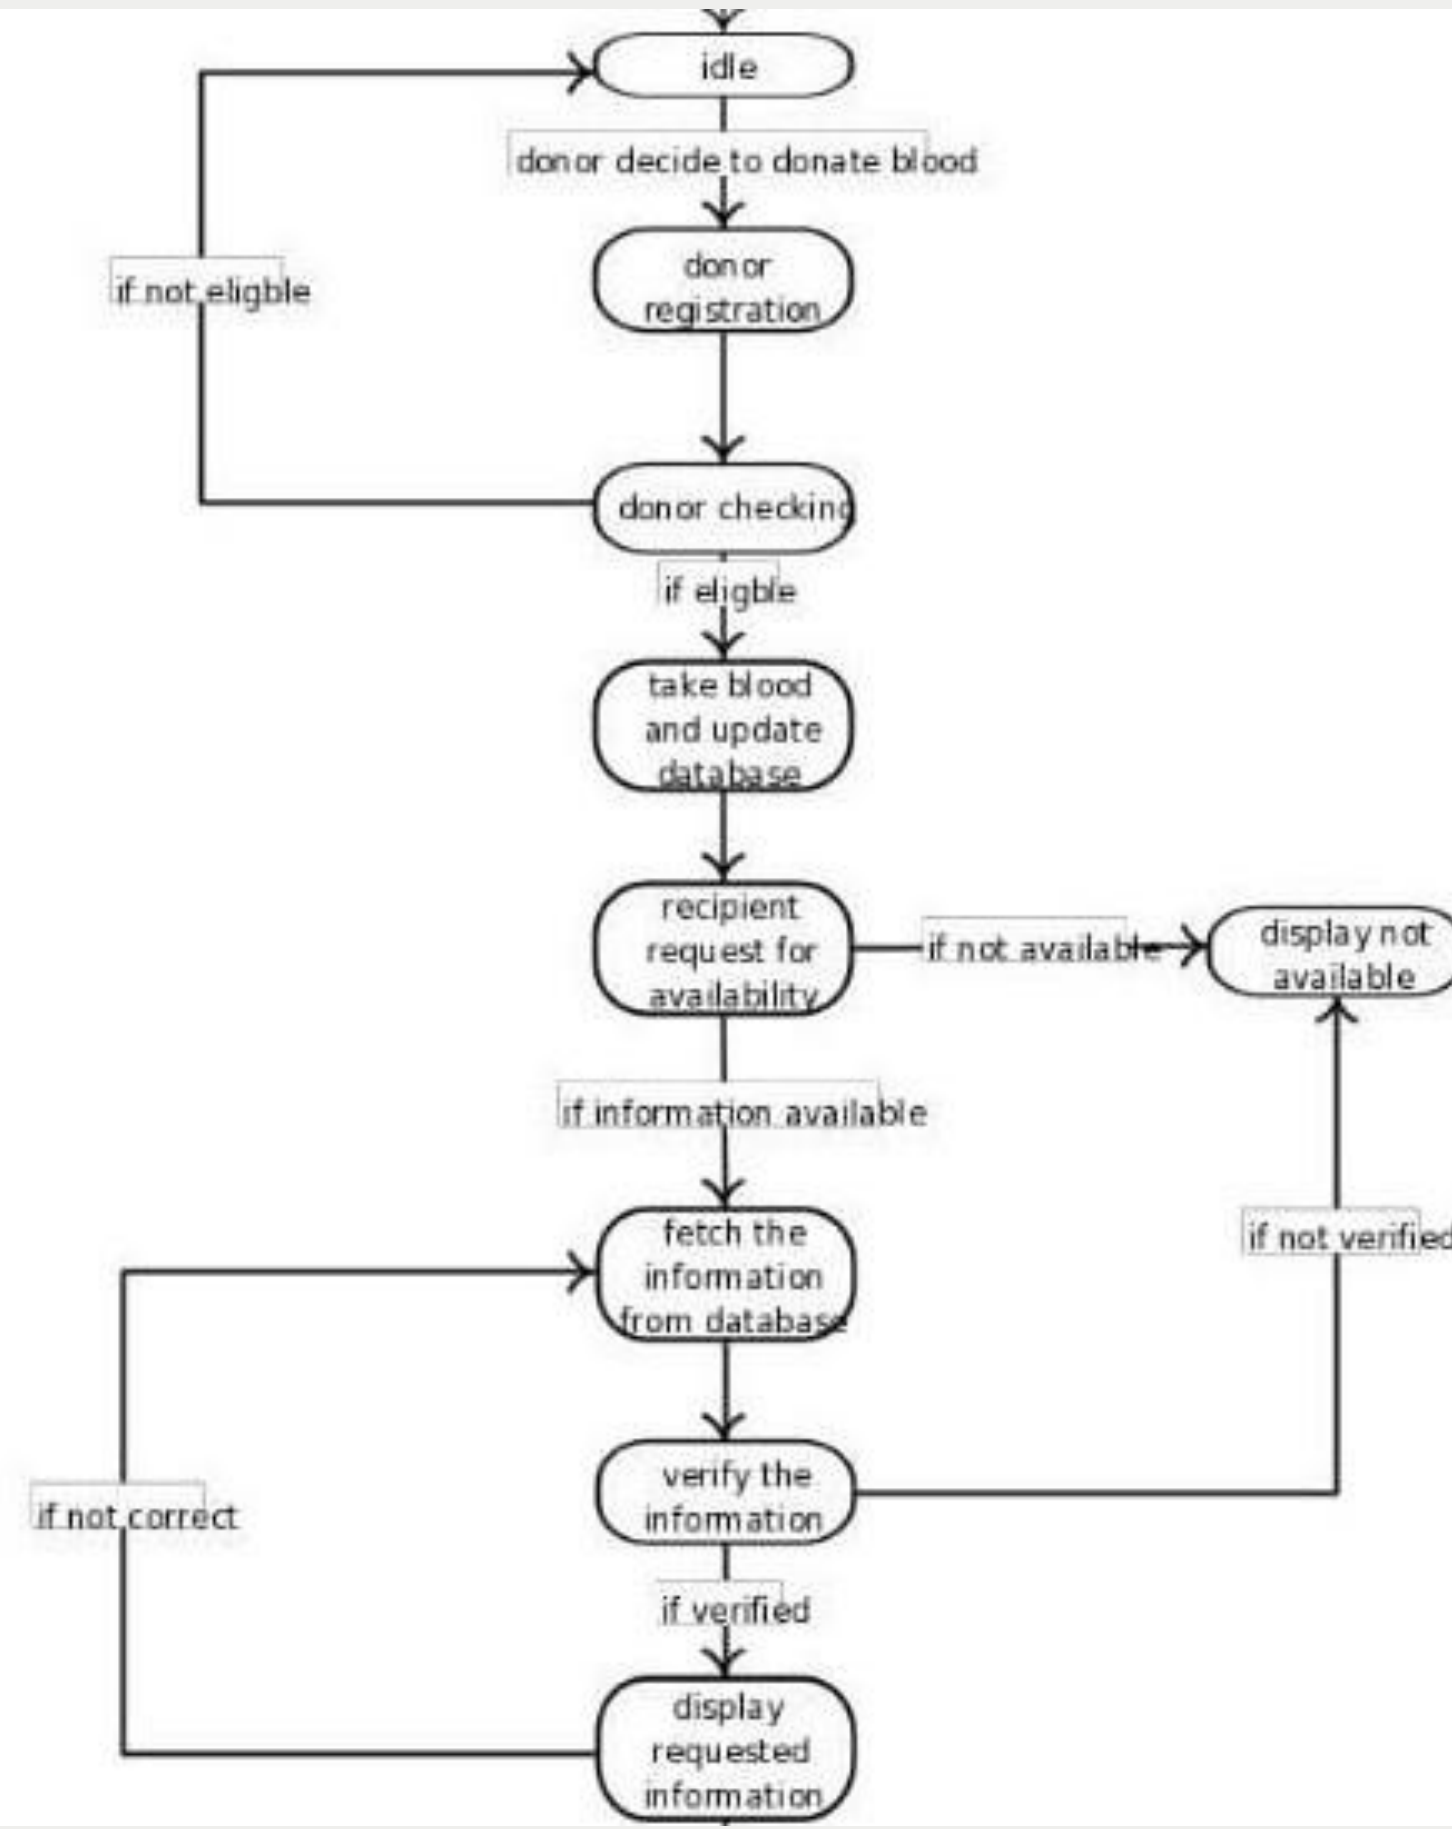 idle
donor decide to donate blood
donor
registration
if not eligble
donor checking
if eligble
take blood
and update
database
recipient
request for
availability
if not available
display not
available
if information available
fetch the
information
from database
if not verified
verify the
information
if not correct
if verified
display
requested
information